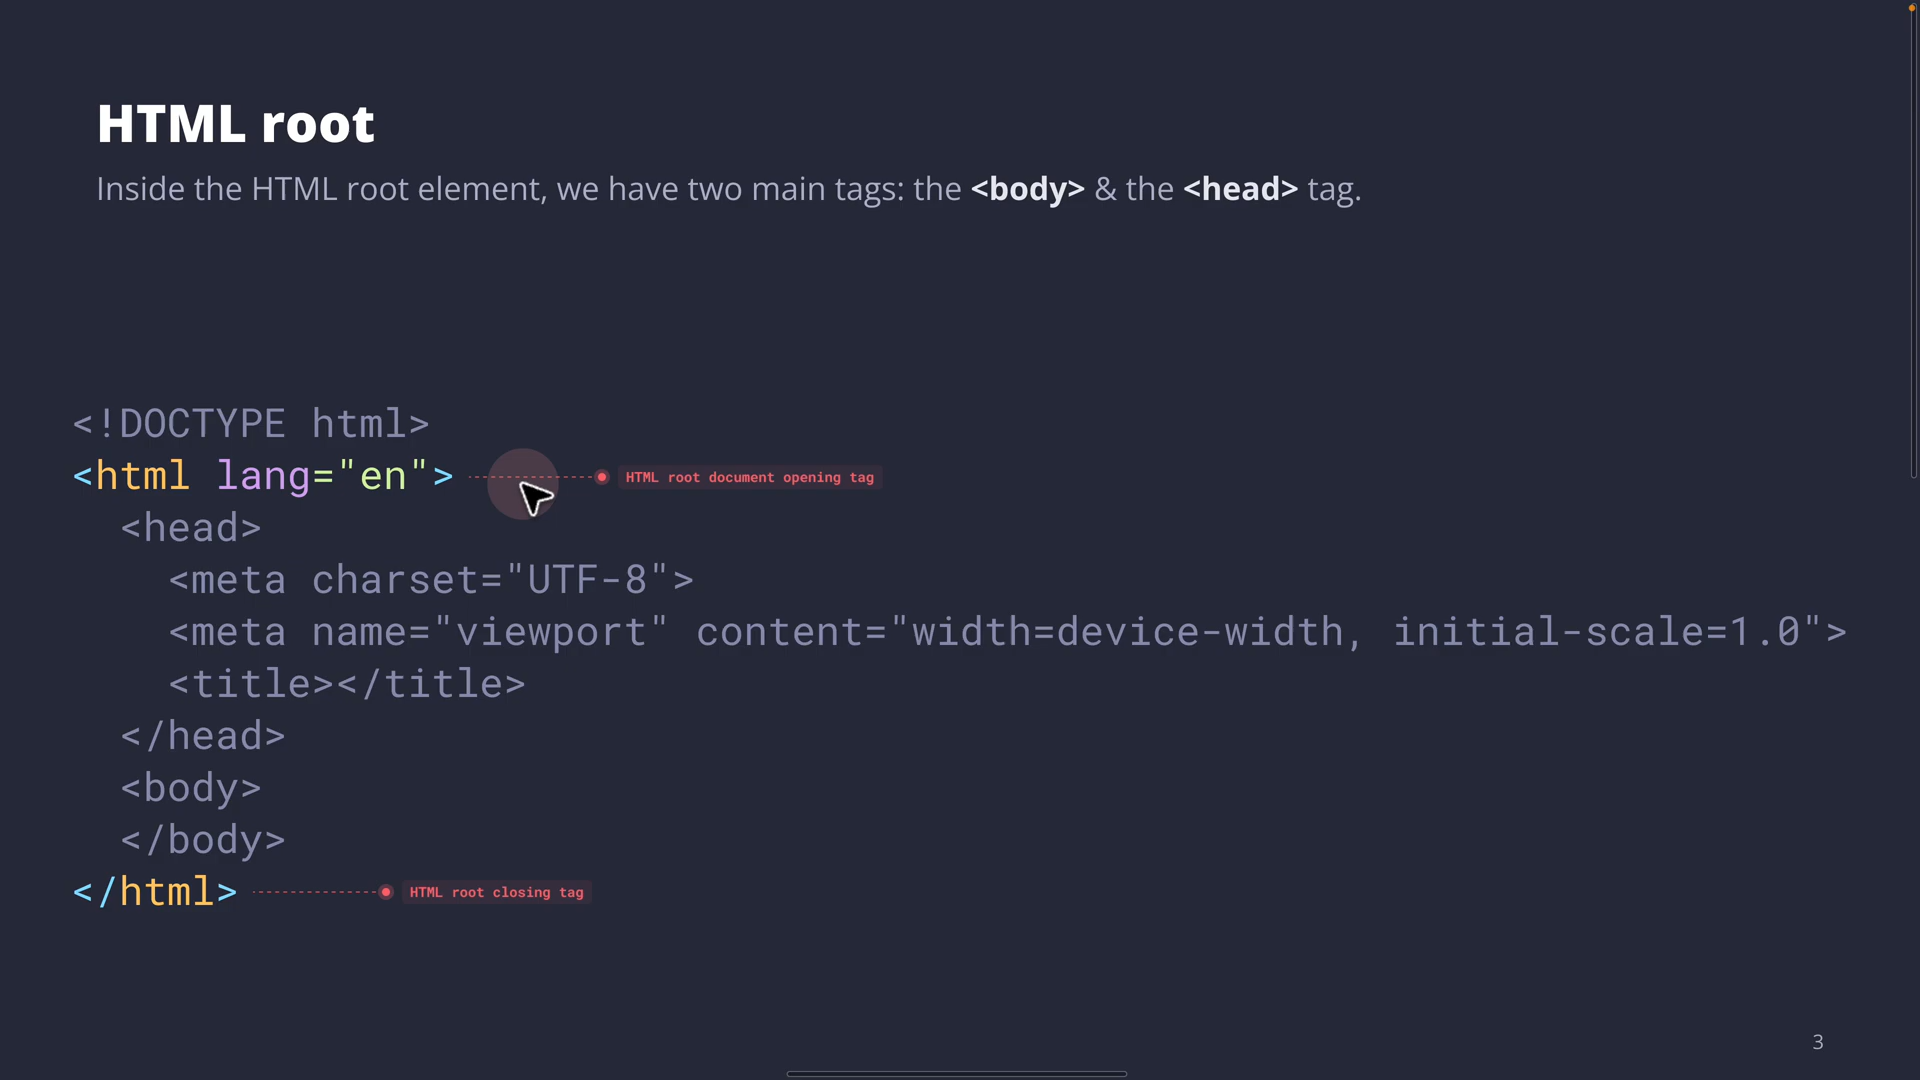 HTML root
Inside the HTML root element, we have two main tags: the <body> & the <head> tag.
<!DOCTYPE html>
<html lang="en"> HTML root document opening tag
<head>
<meta charset="UTF-8">
<meta name="viewport" content="width=device-width, initial-scale=1.0">
<title></title>
</head>
<body>
</body>
</html> HTML root closing tag
3